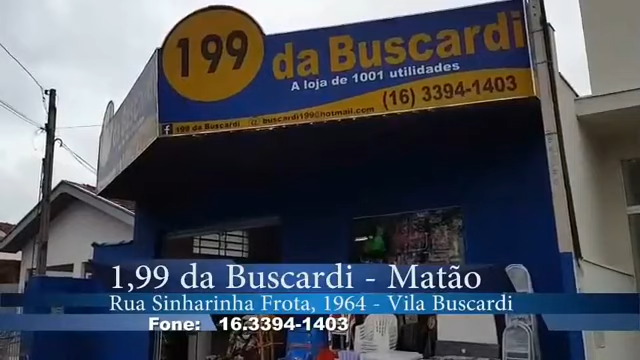 199 da Buscardi
A loja de 1001 utilidades
(16) 3394-1403
f 199 da Buscardi buscardi199@hotmail.com
1,99 da Buscardi - Matão
Rua Sinharinha Frota, 1964 - Vila Buscardi
Fone: 16.3394-1403